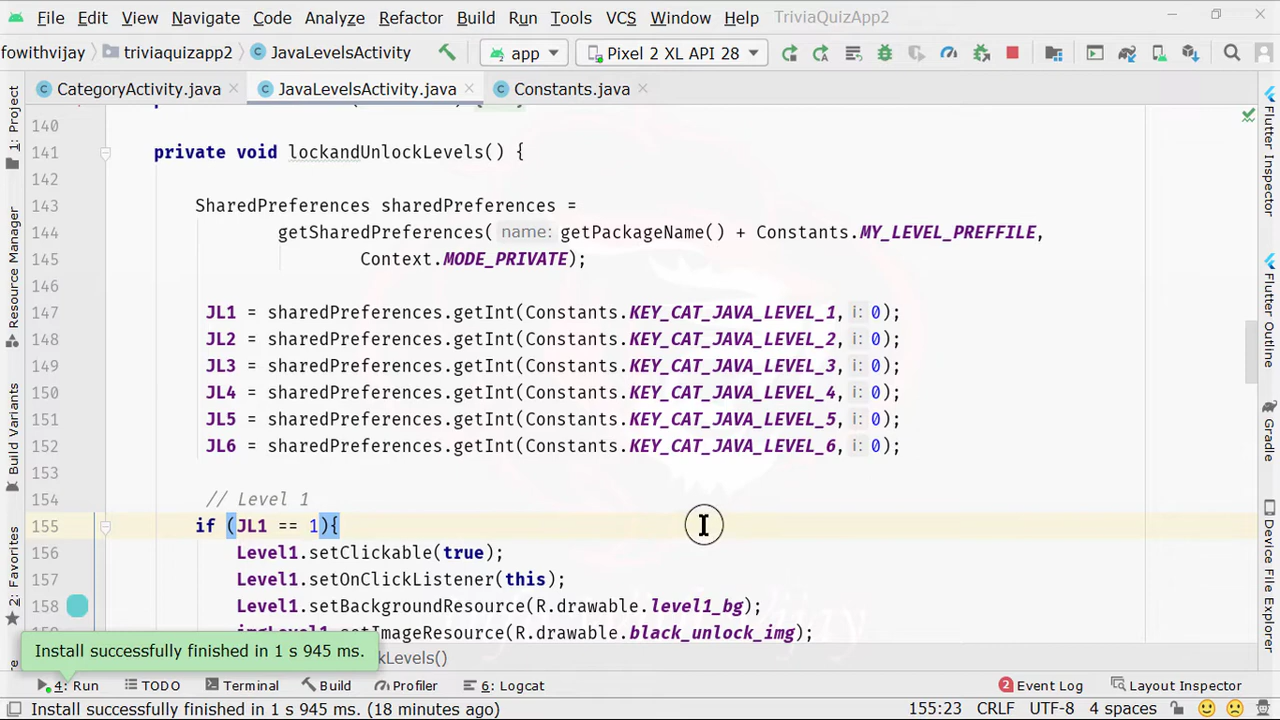 File Edit View Navigate Code Analyze Refactor Build Run Tools VCS Window Help TriviaQuizApp2
fowithvijay triviaquizapp2 JavaLevelsActivity app Pixel 2 XL API 28
CategoryActivity.java JavaLevelsActivity.java Constants.java
140
141 private void lockandUnlockLevels() {
142
143 SharedPreferences sharedPreferences =
144 getSharedPreferences( name: getPackageName() + Constants.MY_LEVEL_PREFFILE,
145 Context.MODE_PRIVATE);
146
147 JL1 = sharedPreferences.getInt(Constants.KEY_CAT_JAVA_LEVEL_1, i: 0);
148 JL2 = sharedPreferences.getInt(Constants.KEY_CAT_JAVA_LEVEL_2, i: 0);
149 JL3 = sharedPreferences.getInt(Constants.KEY_CAT_JAVA_LEVEL_3, i: 0);
150 JL4 = sharedPreferences.getInt(Constants.KEY_CAT_JAVA_LEVEL_4, i: 0);
151 JL5 = sharedPreferences.getInt(Constants.KEY_CAT_JAVA_LEVEL_5, i: 0);
152 JL6 = sharedPreferences.getInt(Constants.KEY_CAT_JAVA_LEVEL_6, i: 0);
153
154 // Level 1
155 if (JL1 == 1){
156 Level1.setClickable(true);
157 Level1.setOnClickListener(this);
158 Level1.setBackgroundResource(R.drawable.level1_bg);
imgLevel1.setImageResource(R.drawable.black_unlock_img);
Install successfully finished in 1 s 945 ms.
ckLevels()
4: Run TODO Terminal Build Profiler 6: Logcat 2 Event Log Layout Inspector
Install successfully finished in 1 s 945 ms. (18 minutes ago) 155:23 CRLF UTF-8 4 spaces
1: Project
Resource Manager
Build Variants
2: Favorites
Flutter Inspector
Flutter Outline
Gradle
Device File Explorer